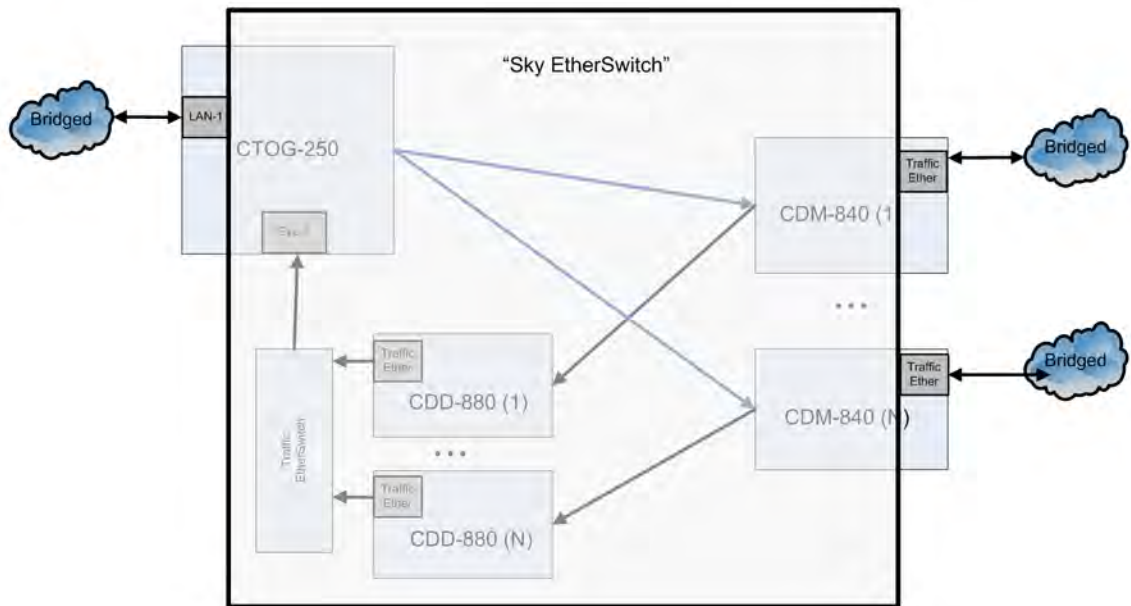 “Sky EtherSwitch”
Bridged
LAN-1
CTOG-250
Traffic
Ether
Bridged
CDM-840 (1
• • •
Traffic
Ether
Bridged
CDM-840 (N)
Traffic
EtherSwitch
Traffic
Ether
CDD-880 (1)
• • •
Traffic
Ether
CDD-880 (N)